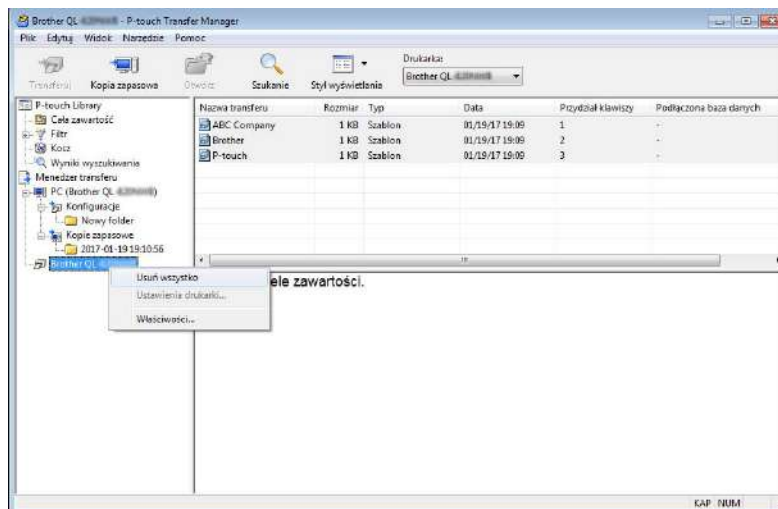 Brother QL - P-touch Transfer Manager
Plik Edytuj Widok Narzędzie Pomoc
Transferuj Kopia zapasowa Otwórz Szukanie Styl wyświetlania
Drukarka:
Brother QL
P-touch Library
Cała zawartość
Filtr
Kosz
Wyniki wyszukiwania
Menedżer transferu
PC (Brother QL )
Konfiguracje
Nowy folder
Kopie zapasowe
2017-01-19 19:10:56
Brother QL
Nazwa transferu Rozmiar Typ Data Przydział klawiszy Podłączona baza danych
ABC Company 1 KB Szablon 01/19/17 19:09 1 -
Brother 1 KB Szablon 01/19/17 19:09 2 -
P-touch 1 KB Szablon 01/19/17 19:09 3 -
Usuń wszystko
Ustawienia drukarki...
Właściwości...
ele zawartości.
KAP NUM